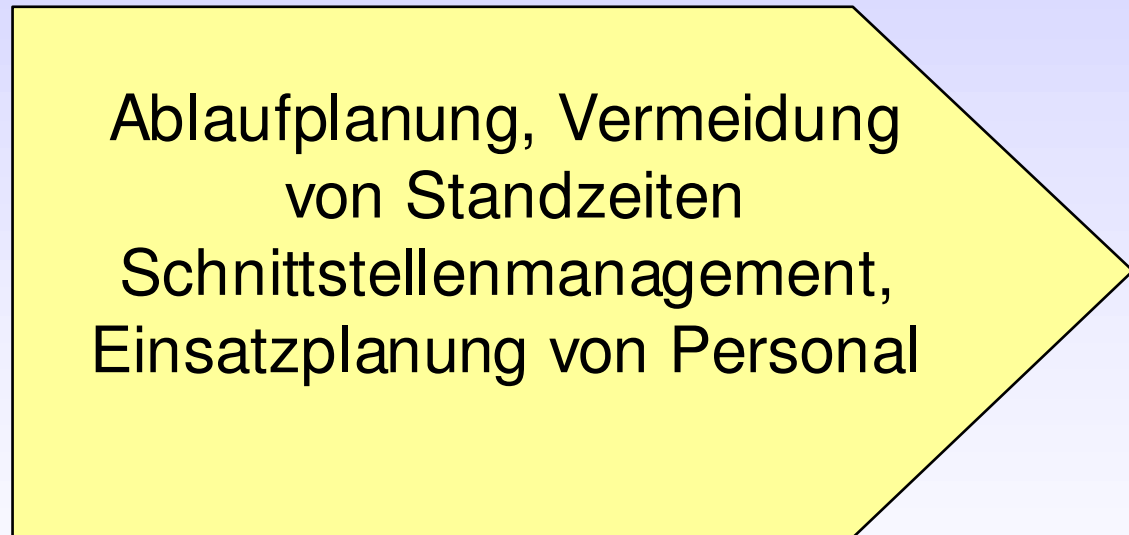 Ablaufplanung, Vermeidung
von Standzeiten
Schnittstellenmanagement,
Einsatzplanung von Personal